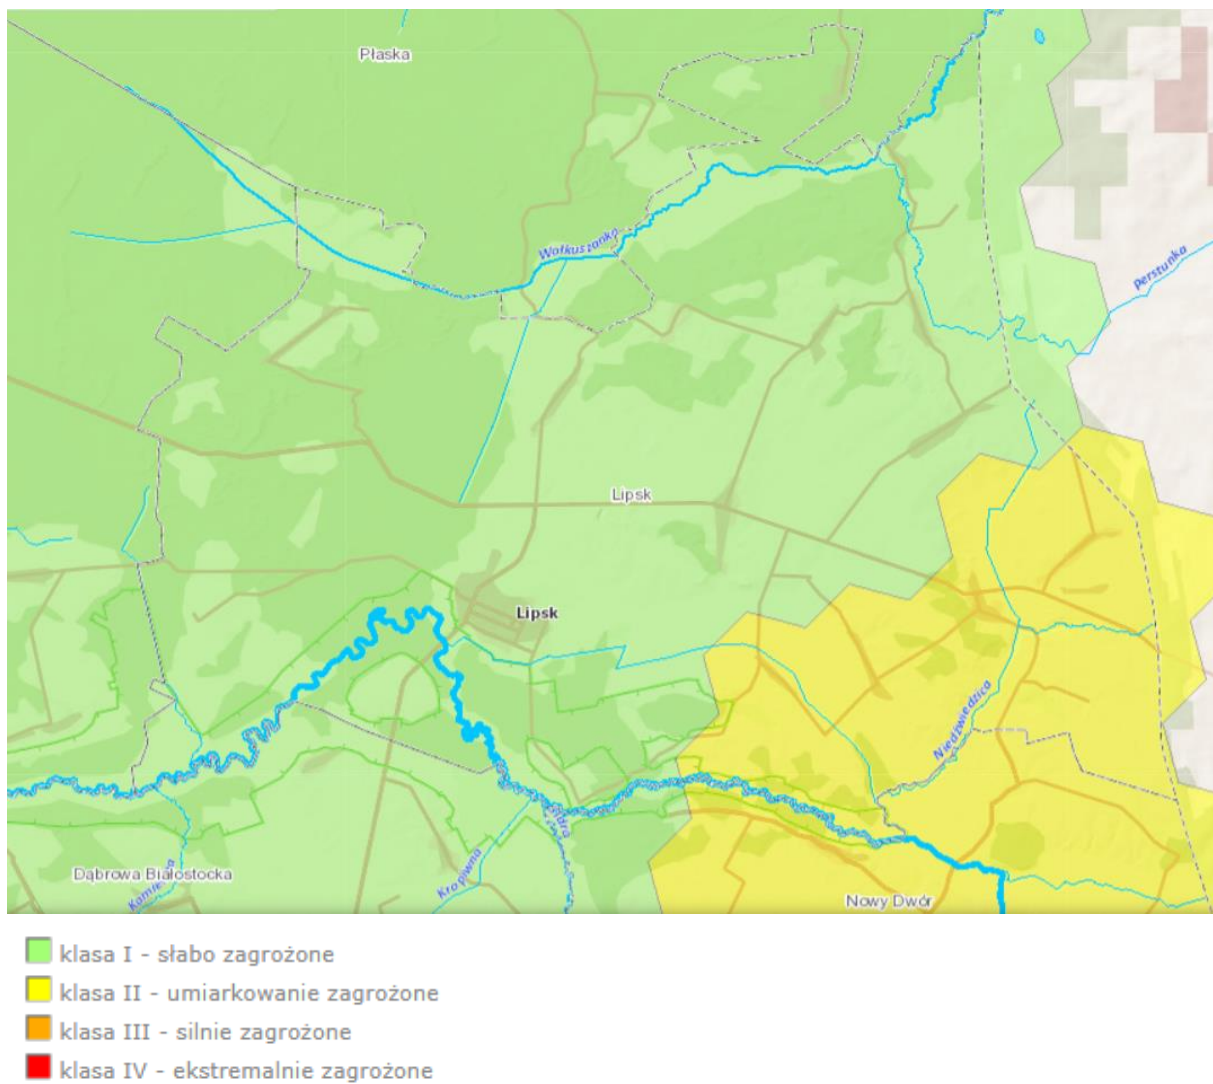 Płaska
Wołkuszanka
Perstunka
Lipsk
Lipsk
Niedźwiedzica
Biebrza
Kropiwna
Dąbrowa Białostocka
Nowy Dwór
klasa I - słabo zagrożone
klasa II - umiarkowanie zagrożone
klasa III - silnie zagrożone
klasa IV - ekstremalnie zagrożone